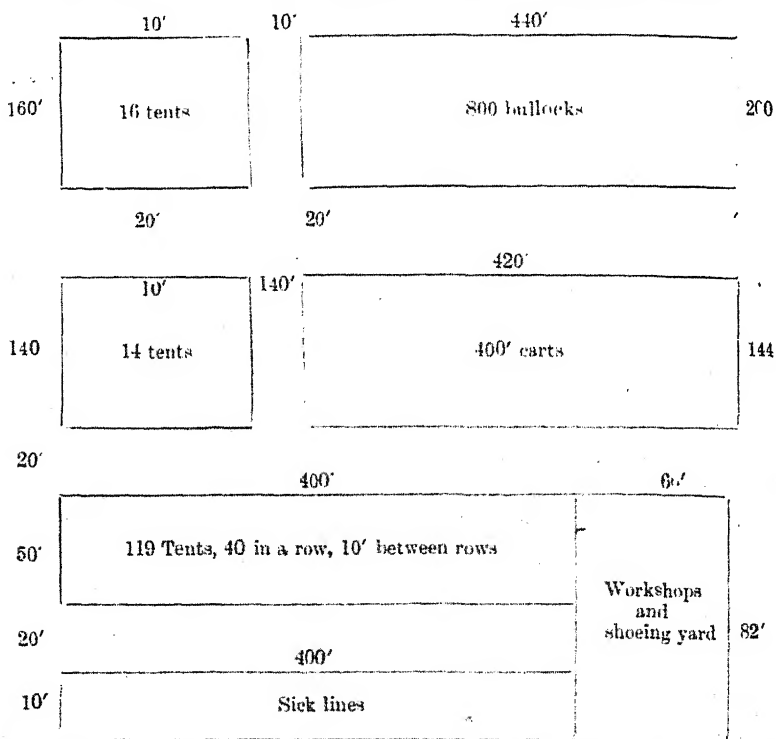 10′ 10′ 440′
160′ 16 tents 800 bullocks 200
20′ 20′
420′
10′ 140′
140 14 tents 400′ carts 144
20′
400′
50′ 119 Tents, 40 in a row, 10′ between rows
Workshops
and
shoeing yard 82′
20′
400′
10′ Sick lines